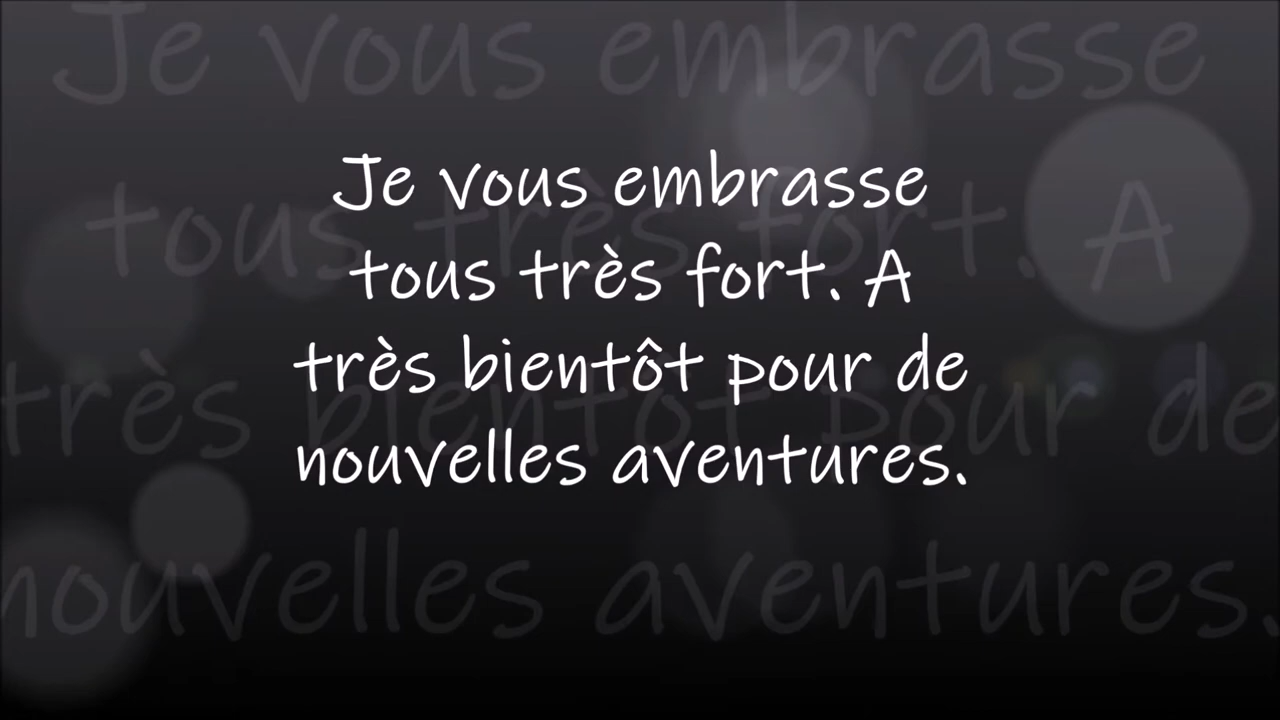 Je vous embrasse
tous très fort. A
très bientôt pour de
nouvelles aventures.